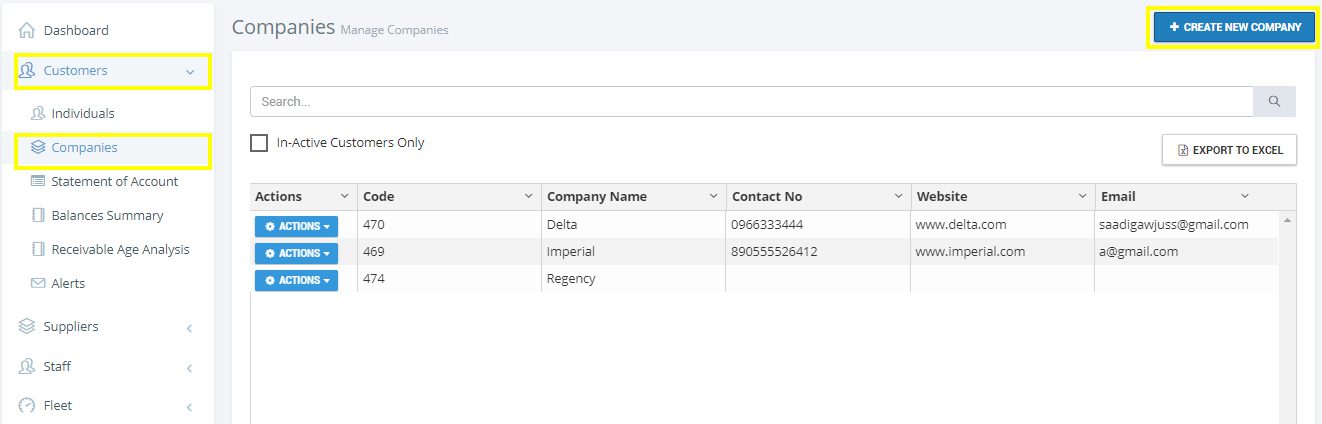 Dashboard
Customers
Individuals
Companies
Statement of Account
Balances Summary
Receivable Age Analysis
Alerts
Suppliers
Staff
Fleet
Companies Manage Companies
+ CREATE NEW COMPANY
Search...
In-Active Customers Only
EXPORT TO EXCEL
Actions Code Company Name Contact No Website Email
ACTIONS 470 Delta 0966333444 www.delta.com saadigawjuss@gmail.com
ACTIONS 469 Imperial 890555526412 www.imperial.com a@gmail.com
ACTIONS 474 Regency